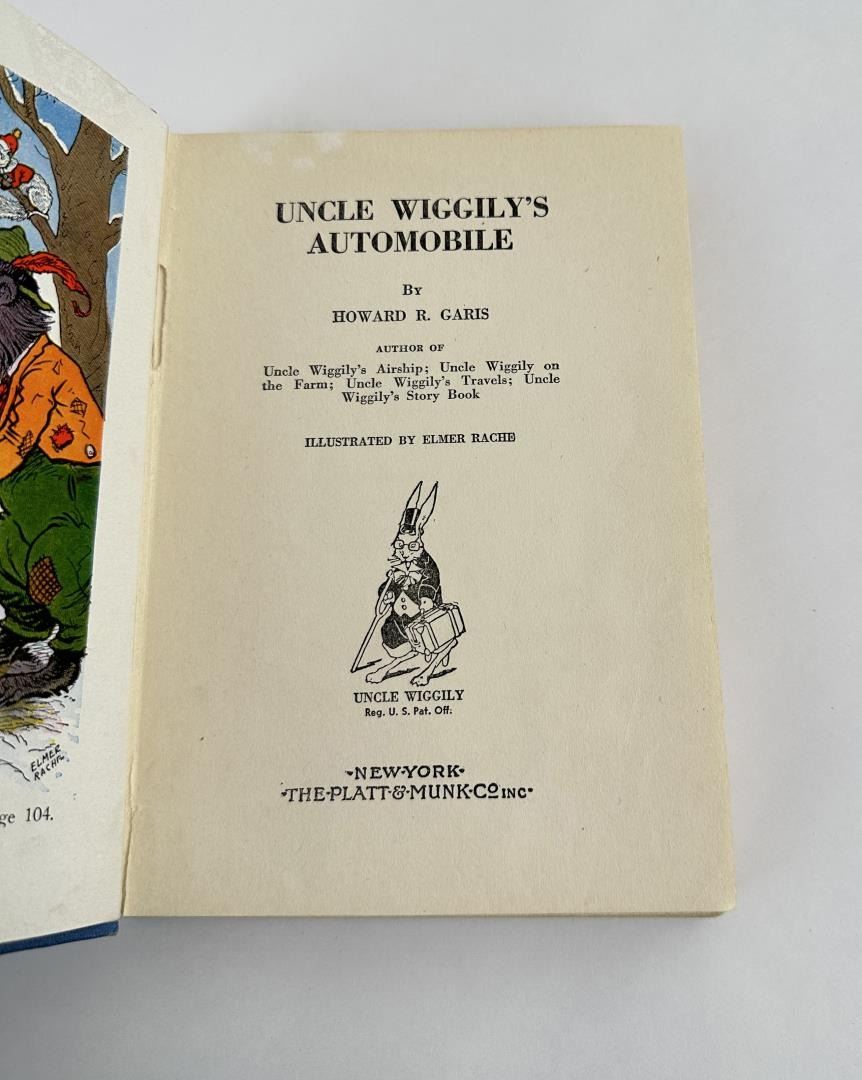 UNCLE WIGGILY'S
AUTOMOBILE
By
HOWARD R. GARIS
AUTHOR OF
Uncle Wiggily's Airship; Uncle Wiggily on
the Farm; Uncle Wiggily's Travels; Uncle
Wiggily's Story Book
ILLUSTRATED BY ELMER RACHE
UNCLE WIGGILY
Reg. U. S. Pat. Off.
NEW·YORK
THE·PLATT·&·MUNK·Co INC
ELMER
RACHE
104.